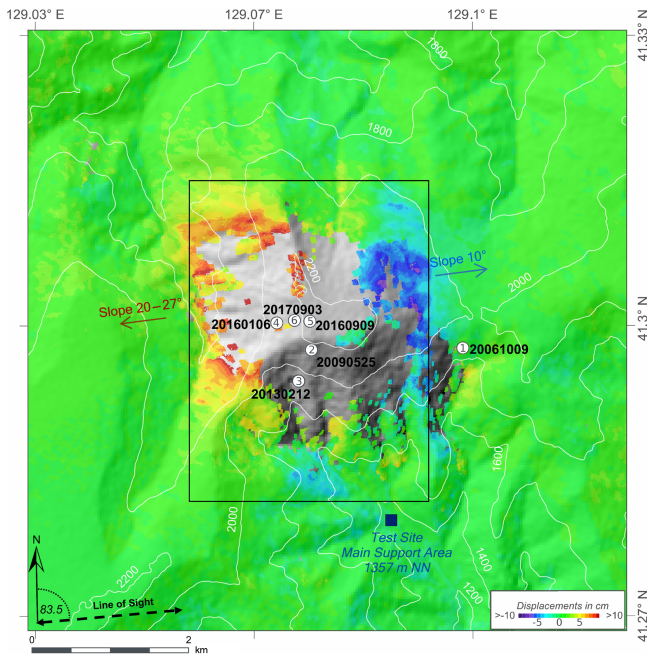 129.03° E
129.07° E
129.1° E
41.33° N
1800
1800
2200
Slope 10°
2000
Slope 20–27°
20170903
20160106 4
6
5 20160909
41.3° N
2
20090525
1 20061009
3
20130212
1600
2000
Test Site
Main Support Area
1357 m NN
1400
1200
2200
N
83.5
Line of Sight
Displacements in cm
>-10 -5 0 5 >10
41.27° N
0 2
km